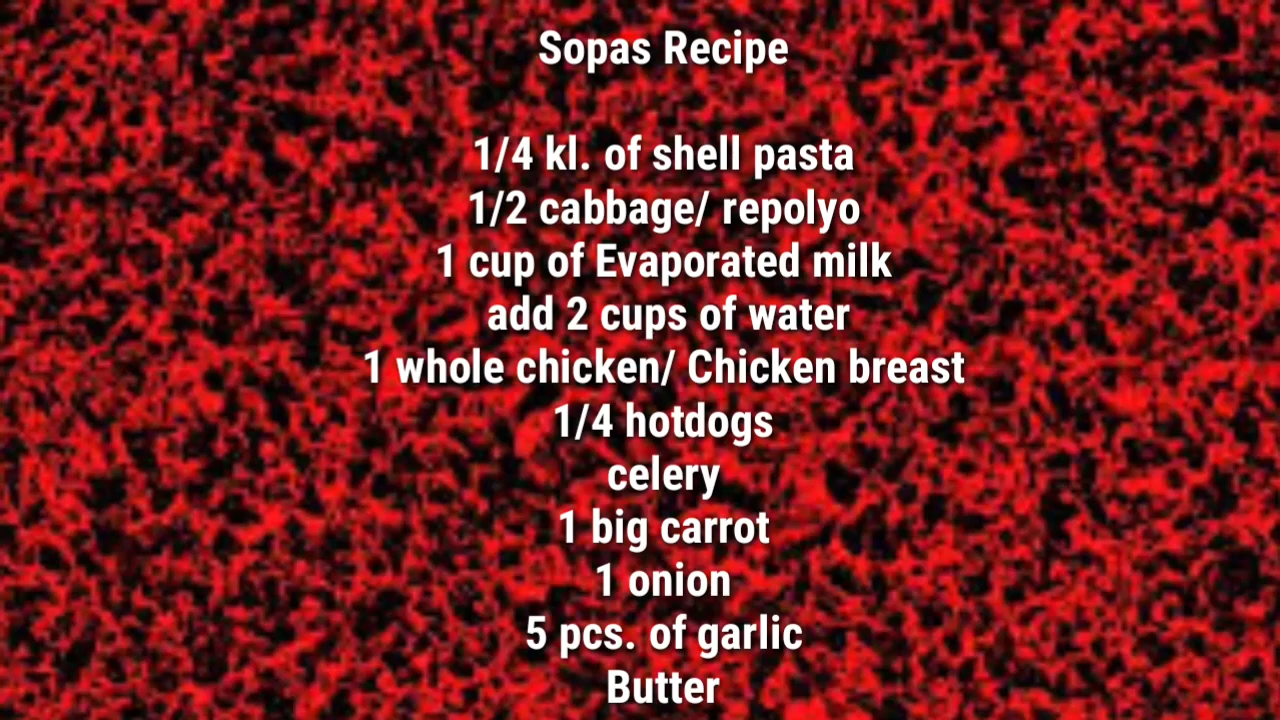 Sopas Recipe
1/4 kl. of shell pasta
1/2 cabbage/ repolyo
1 cup of Evaporated milk
add 2 cups of water
1 whole chicken/ Chicken breast
1/4 hotdogs
celery
1 big carrot
1 onion
5 pcs. of garlic
Butter